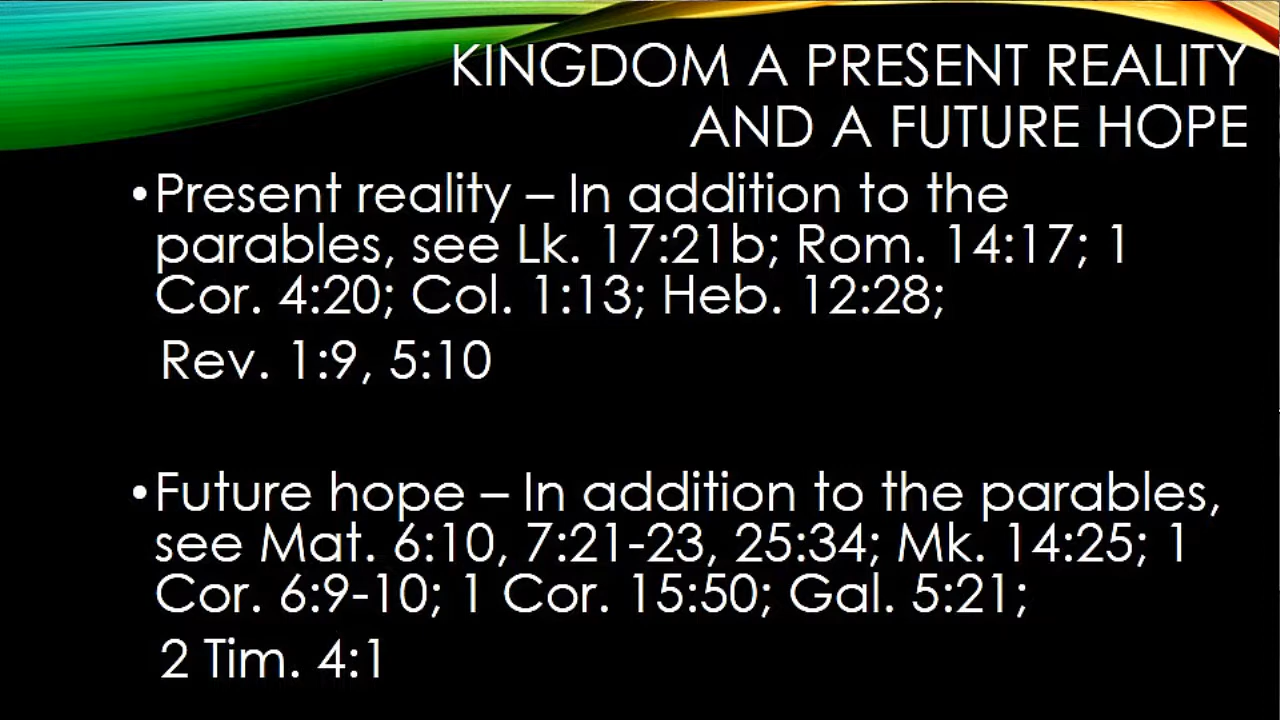 KINGDOM A PRESENT REALITY
AND A FUTURE HOPE
•Present reality – In addition to the
parables, see Lk. 17:21b; Rom. 14:17; 1
Cor. 4:20; Col. 1:13; Heb. 12:28;
Rev. 1:9, 5:10
•Future hope – In addition to the parables,
see Mat. 6:10, 7:21-23, 25:34; Mk. 14:25; 1
Cor. 6:9-10; 1 Cor. 15:50; Gal. 5:21;
2 Tim. 4:1